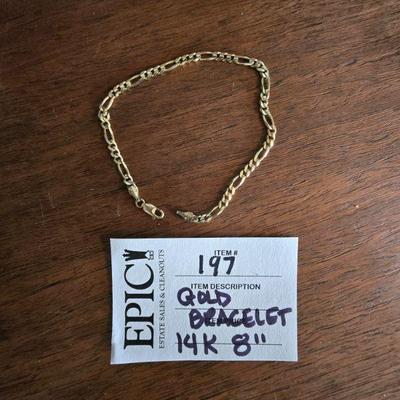 EPIC
ESTATE SALES & CLEANOUTS
ITEM #
197
ITEM DESCRIPTION
GOLD
BRACELET
14K 8"